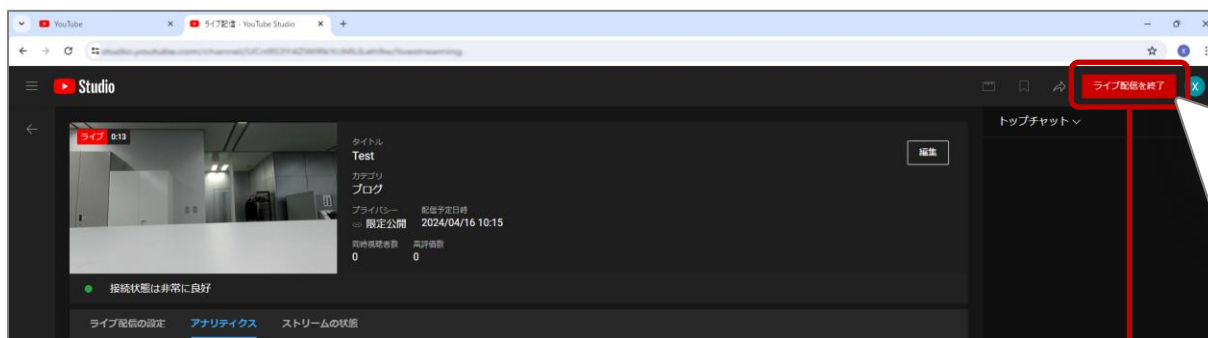 YouTube
ライブ配信 - YouTube Studio
Studio
ライブ配信を終了
X
トップチャット
ライブ 0:13
タイトル
Test
編集
カテゴリ
ブログ
プライバシー 配信予定日時
限定公開 2024/04/16 10:15
同時視聴者数 高評価数
0 0
接続状態は非常に良好
ライブ配信の設定 アナリティクス ストリームの状態